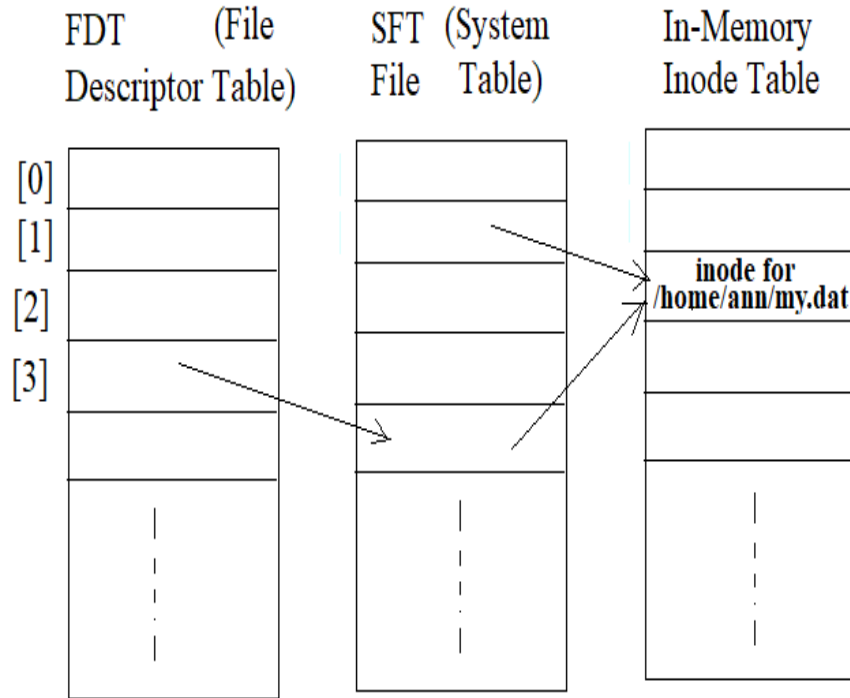 FDT (File
Descriptor Table)
SFT (System
File Table)
In-Memory
Inode Table
[0]
[1]
[2]
[3]
inode for
/home/ann/my.dat